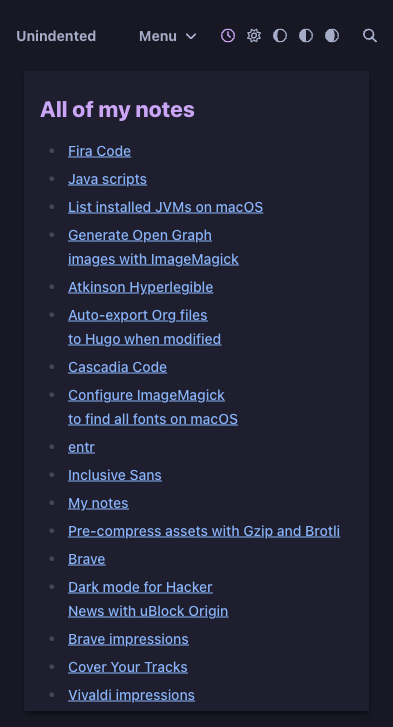 Unindented Menu
All of my notes
Fira Code
Java scripts
List installed JVMs on macOS
Generate Open Graph
images with ImageMagick
Atkinson Hyperlegible
Auto-export Org files
to Hugo when modified
Cascadia Code
Configure ImageMagick
to find all fonts on macOS
entr
Inclusive Sans
My notes
Pre-compress assets with Gzip and Brotli
Brave
Dark mode for Hacker
News with uBlock Origin
Brave impressions
Cover Your Tracks
Vivaldi impressions